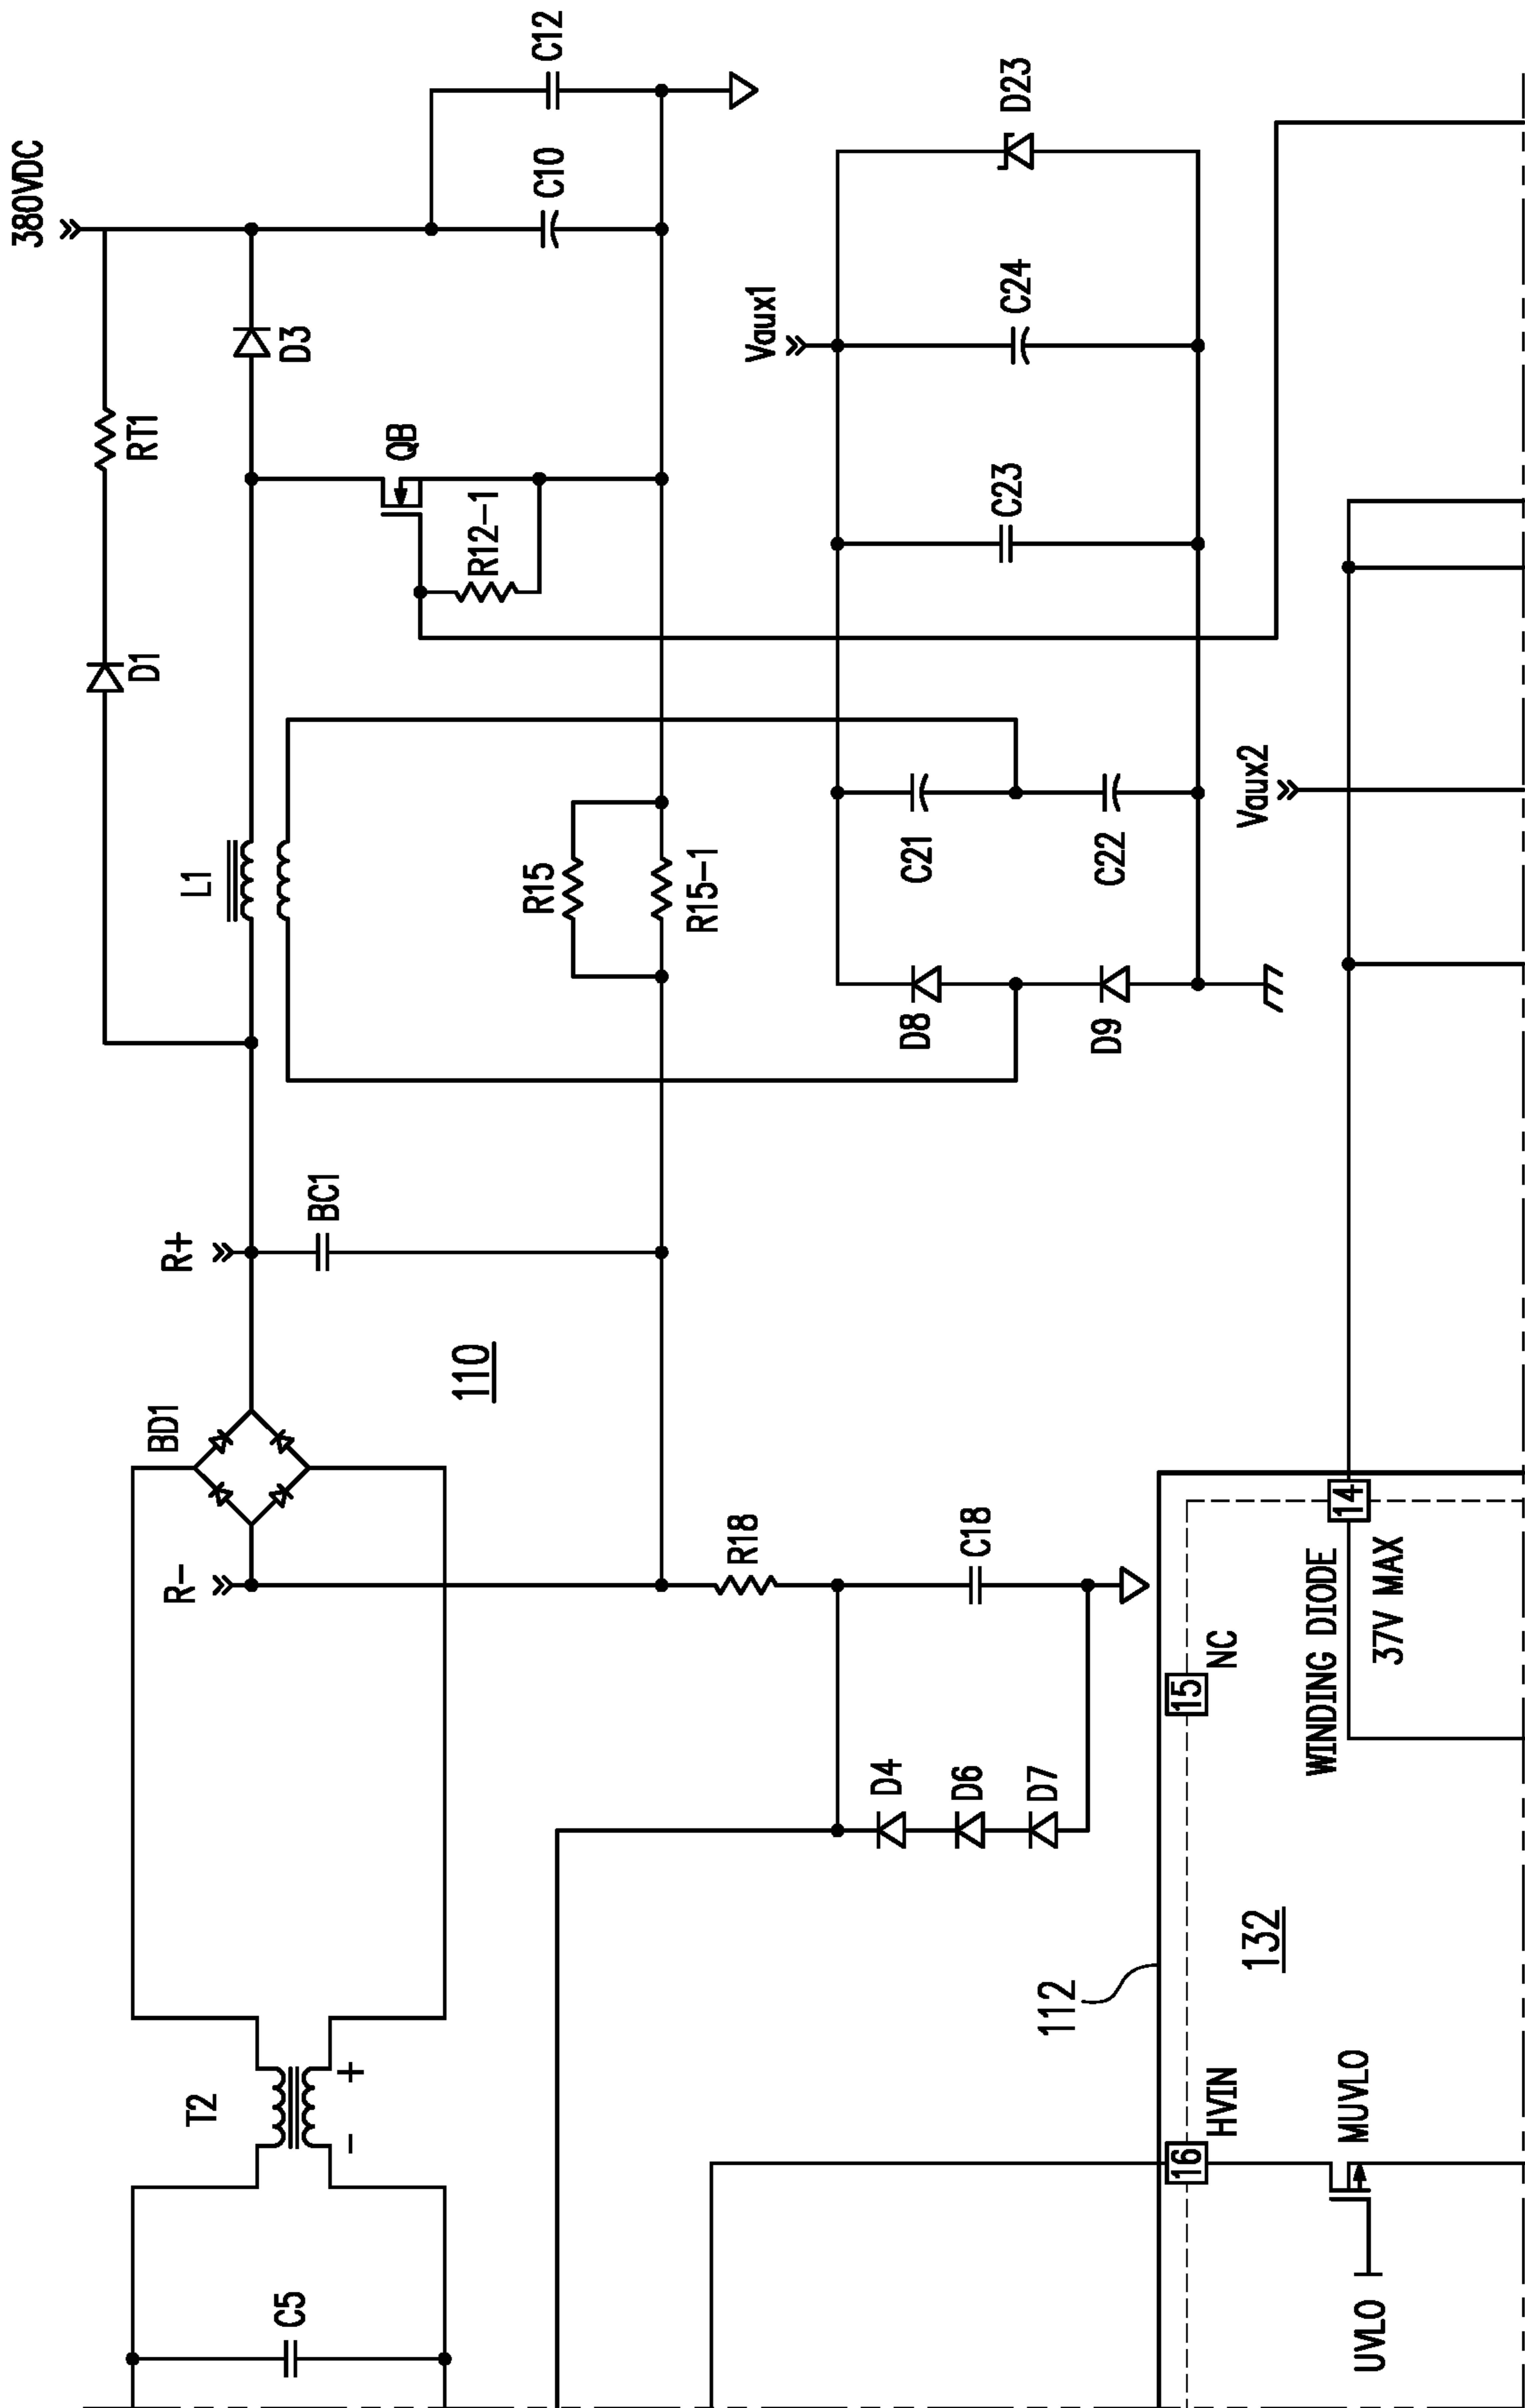 380VDC
RT1
D1
D3
C12
C10
L1
QB
R12-1
R+
BC1
R15
R15-1
BD1
R-
110
T2
+
-
C5
Vaux1
D23
C24
C23
C21
C22
D8
D9
Vaux2
R18
C18
D4
D6
D7
112
132
14
WINDING DIODE
37V MAX
15
NC
16
HVIN
MUVLO
UVLO